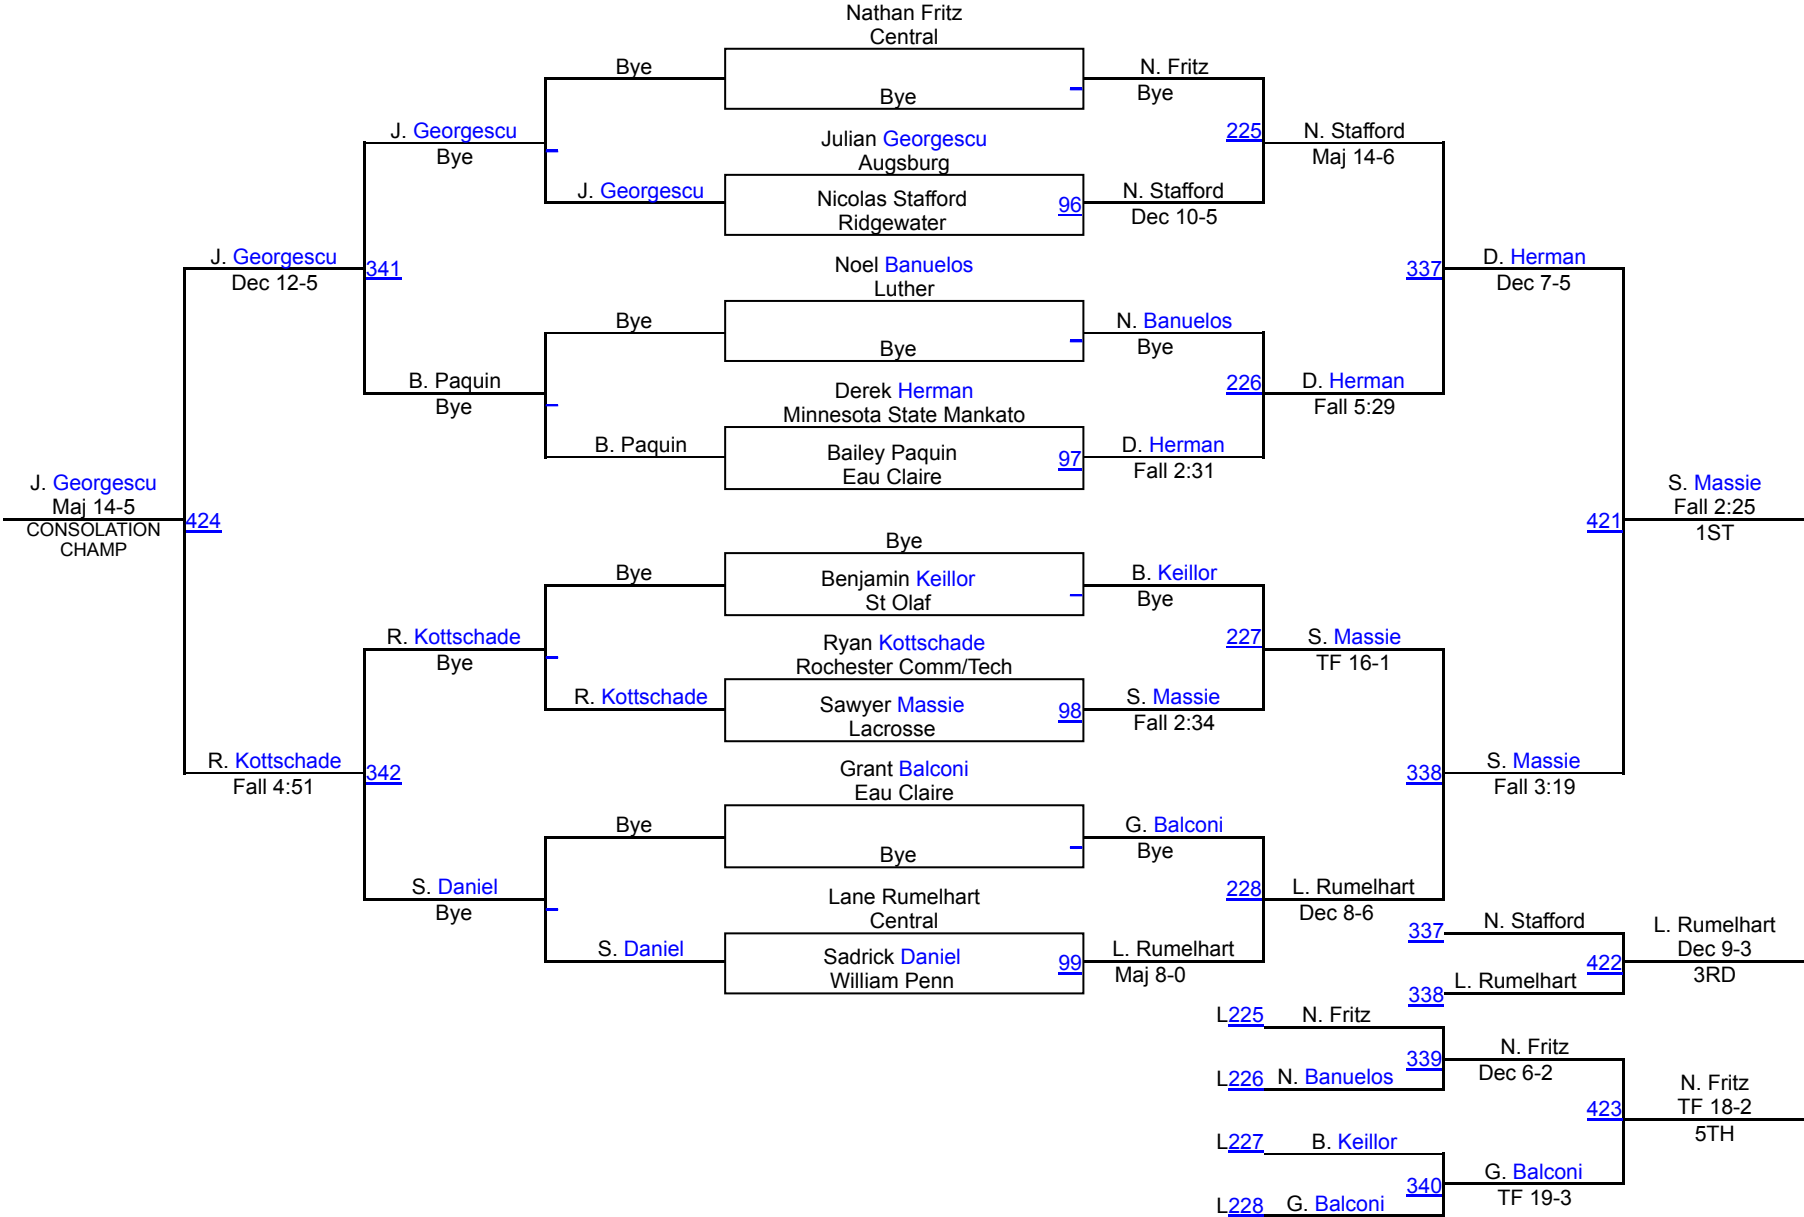 Nathan Fritz
Central
Bye
N. Fritz
Bye
Bye
J. Georgescu
Bye
Julian Georgescu
Augsburg
225
N. Stafford
Maj 14-6
J. Georgescu
Nicolas Stafford
Ridgewater
96
N. Stafford
Dec 10-5
J. Georgescu
Dec 12-5
341
Noel Banuelos
Luther
337
D. Herman
Dec 7-5
Bye
Bye
N. Banuelos
Bye
B. Paquin
Bye
Derek Herman
Minnesota State Mankato
226
D. Herman
Fall 5:29
B. Paquin
Bailey Paquin
Eau Claire
97
D. Herman
Fall 2:31
J. Georgescu
Maj 14-5
CONSOLATION
CHAMP
424
421
S. Massie
Fall 2:25
1ST
Bye
Bye
Benjamin Keillor
St Olaf
B. Keillor
Bye
R. Kottschade
Bye
Ryan Kottschade
Rochester Comm/Tech
227
S. Massie
TF 16-1
R. Kottschade
Sawyer Massie
Lacrosse
98
S. Massie
Fall 2:34
R. Kottschade
Fall 4:51
342
Grant Balconi
Eau Claire
338
S. Massie
Fall 3:19
Bye
Bye
G. Balconi
Bye
S. Daniel
Bye
Lane Rumelhart
Central
228
L. Rumelhart
Dec 8-6
S. Daniel
Sadrick Daniel
William Penn
99
L. Rumelhart
Maj 8-0
337
N. Stafford
422
L. Rumelhart
Dec 9-3
3RD
338
L. Rumelhart
L225
N. Fritz
339
N. Fritz
Dec 6-2
L226
N. Banuelos
423
N. Fritz
TF 18-2
5TH
L227
B. Keillor
340
G. Balconi
TF 19-3
L228
G. Balconi